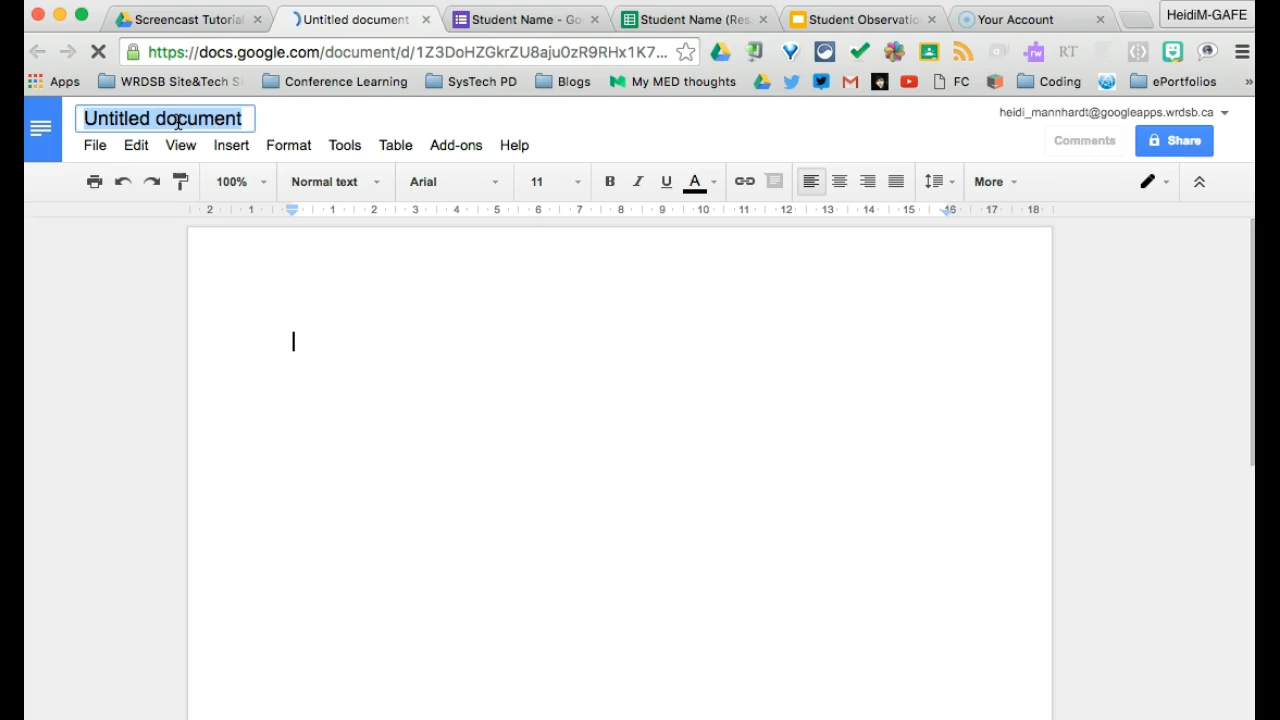 Screencast Tutorial
Untitled document
Student Name - Go
Student Name (Res
Student Observatio
Your Account
HeidiM-GAFE
https://docs.google.com/document/d/1Z3DoHZGkrZU8aju0zR9RHx1K7...
RT
Apps
WRDSB Site&Tech S
Conference Learning
SysTech PD
Blogs
My MED thoughts
FC
Coding
ePortfolios
»
Untitled document
heidi_mannhardt@googleapps.wrdsb.ca
File Edit View Insert Format Tools Table Add-ons Help
Comments
Share
100% Normal text Arial 11 B I U A More
2 1 1 2 3 4 5 6 7 8 9 10 11 12 13 14 15 16 17 18